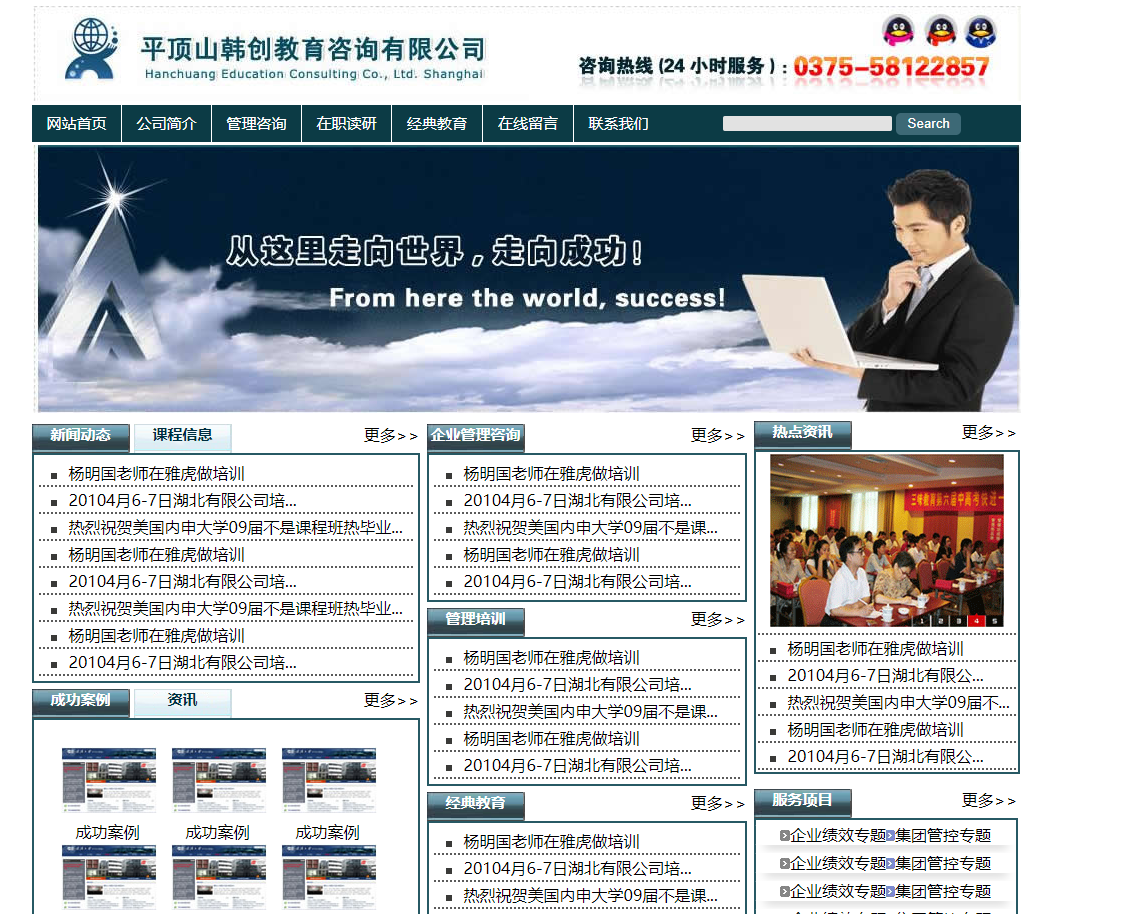 平顶山韩创教育咨询有限公司
Hanchuang Education Consulting Co., Ltd. Shanghai
咨询热线 (24 小时服务 ) : 0375-58122857
网站首页 公司简介 管理咨询 在职读研 经典教育 在线留言 联系我们 Search
从这里走向世界，走向成功!
From here the world, success!
新闻动态 课程信息 更多>>
杨明国老师在雅虎做培训
20104月6-7日湖北有限公司培...
热烈祝贺美国内申大学09届不是课程班热毕业...
杨明国老师在雅虎做培训
20104月6-7日湖北有限公司培...
热烈祝贺美国内申大学09届不是课程班热毕业...
杨明国老师在雅虎做培训
20104月6-7日湖北有限公司培...
成功案例 资讯 更多>>
成功案例 成功案例 成功案例
企业管理咨询 更多>>
杨明国老师在雅虎做培训
20104月6-7日湖北有限公司培...
热烈祝贺美国内申大学09届不是课...
杨明国老师在雅虎做培训
20104月6-7日湖北有限公司培...
管理培训 更多>>
杨明国老师在雅虎做培训
20104月6-7日湖北有限公司培...
热烈祝贺美国内申大学09届不是课...
杨明国老师在雅虎做培训
20104月6-7日湖北有限公司培...
经典教育 更多>>
杨明国老师在雅虎做培训
20104月6-7日湖北有限公司培...
热烈祝贺美国内申大学09届不是课...
热点资讯 更多>>
1 2 3 4 5
杨明国老师在雅虎做培训
20104月6-7日湖北有限公...
热烈祝贺美国内申大学09届不...
杨明国老师在雅虎做培训
20104月6-7日湖北有限公...
服务项目 更多>>
企业绩效专题 集团管控专题
企业绩效专题 集团管控专题
企业绩效专题 集团管控专题